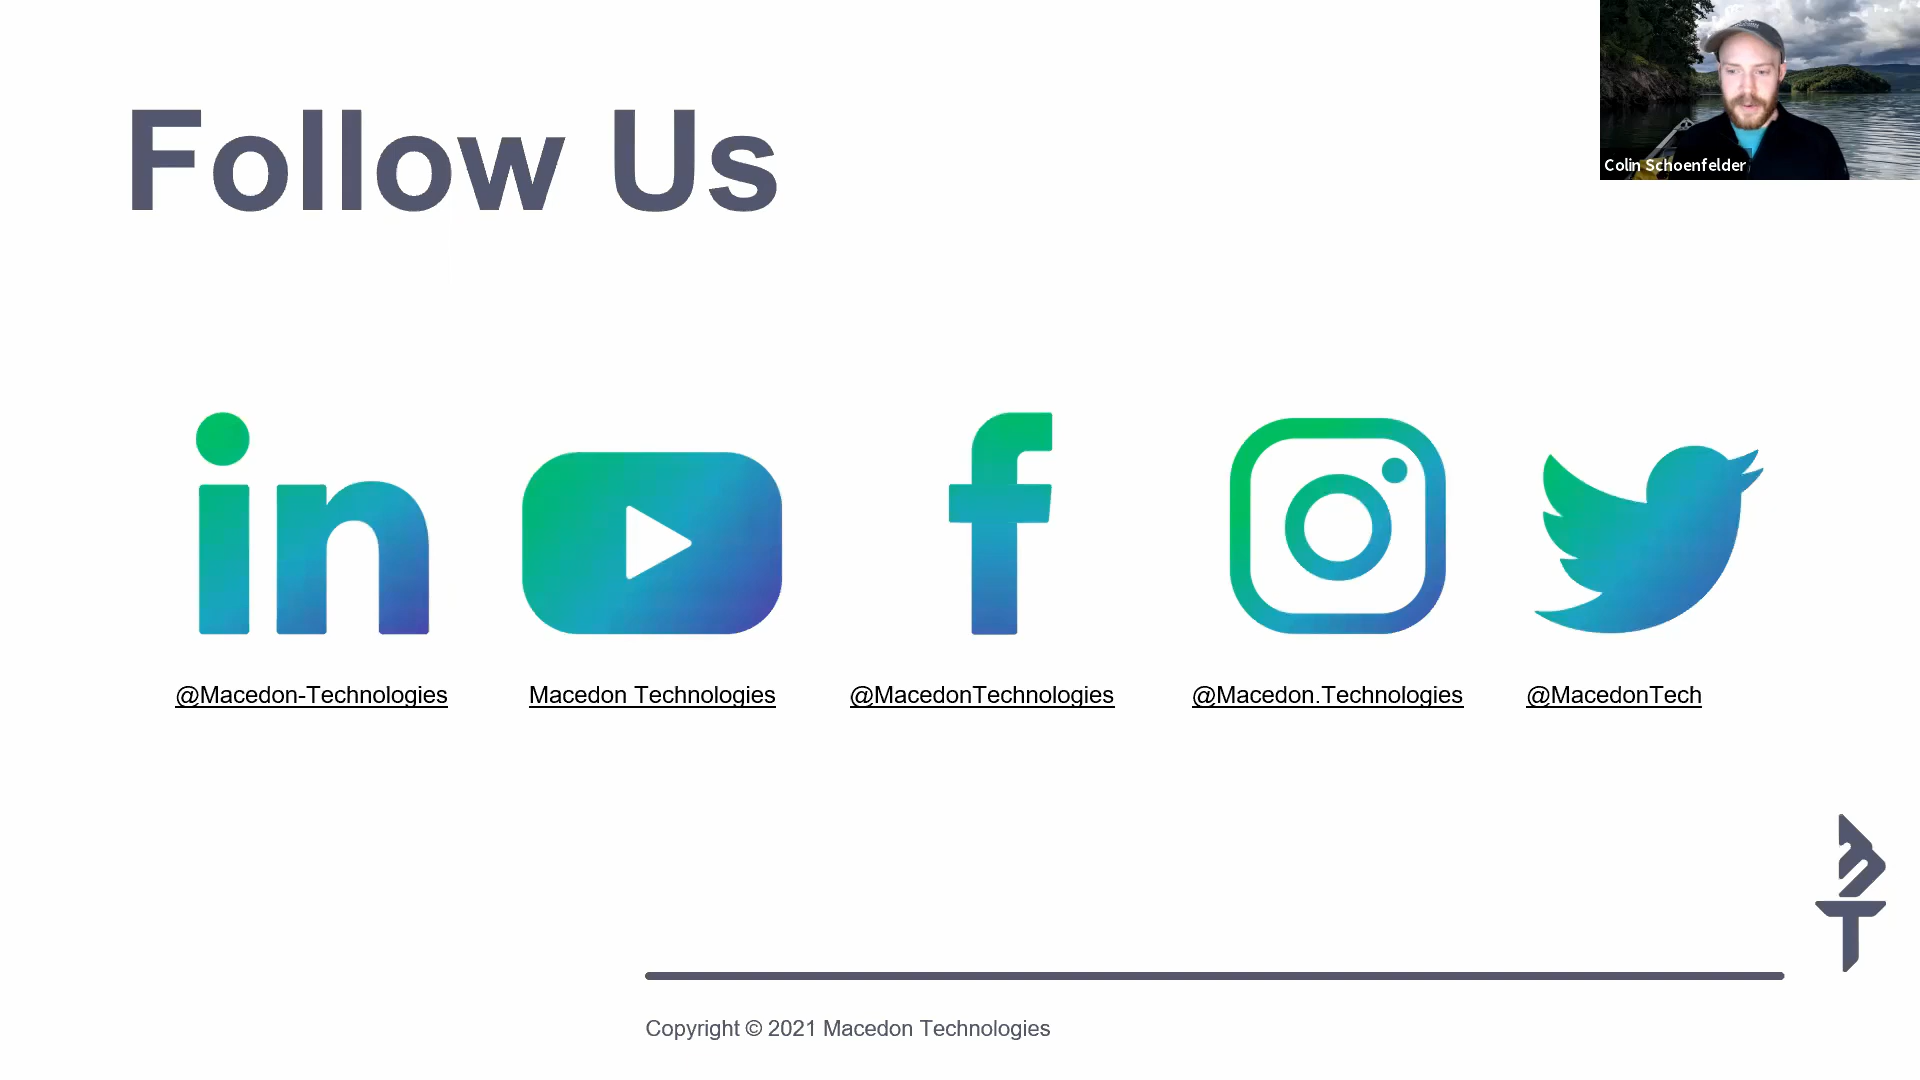 Follow Us
Colin Schoenfelder
@Macedon-Technologies
Macedon Technologies
@MacedonTechnologies
@Macedon.Technologies
@MacedonTech
Copyright © 2021 Macedon Technologies